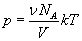 p = νN_A/V kT